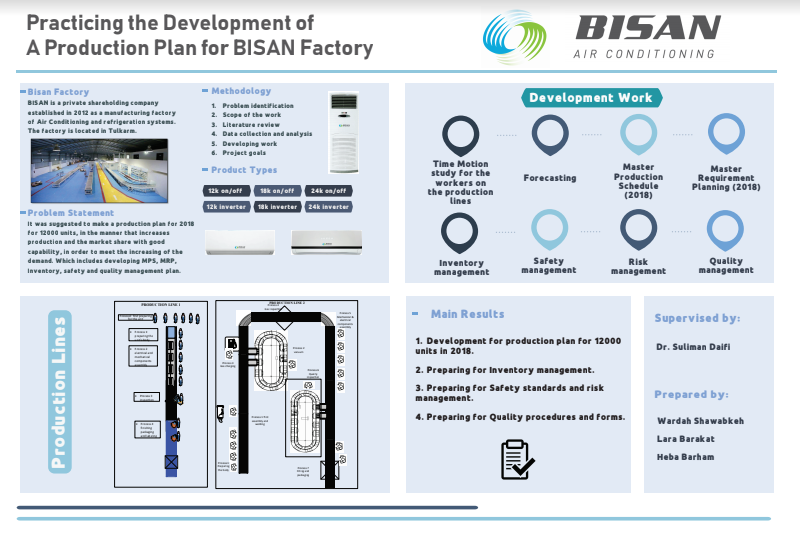 Practicing the Development of
A Production Plan for BISAN Factory
BISAN
AIR CONDITIONING
Bisan Factory
BISAN is a private shareholding company
established in 2012 as a manufacturing factory
of Air Conditioning and refrigeration systems.
The factory is located in Tulkarm.
Problem Statement
It was suggested to make a production plan for 2018
for 12000 units, in the manner that increases
production and the market share with good
capability, in order to meet the increasing of the
demand. Which includes developing MPS, MRP,
Inventory, safety and quality management plan.
Methodology
1. Problem identification
2. Scope of the work
3. Literature review
4. Data collection and analysis
5. Developing work
6. Project goals
Product Types
12k on/off
18k on/off
24k on/off
12k inverter
18k inverter
24k inverter
Development Work
Time Motion
study for the
workers on
the production
lines
Forecasting
Master
Production
Schedule
(2018)
Master
Requirement
Planning (2018)
Inventory
management
Safety
management
Risk
management
Quality
management
Production Lines
PRODUCTION LINE 1
PRODUCTION LINE 2
Main Results
1. Development for production plan for 12000
units in 2018.
2. Preparing for Inventory management.
3. Preparing for Safety standards and risk
management.
4. Preparing for Quality procedures and forms.
Supervised by:
Dr. Suliman Daifi
Prepared by:
Wardah Shawabkeh
Lara Barakat
Heba Barham